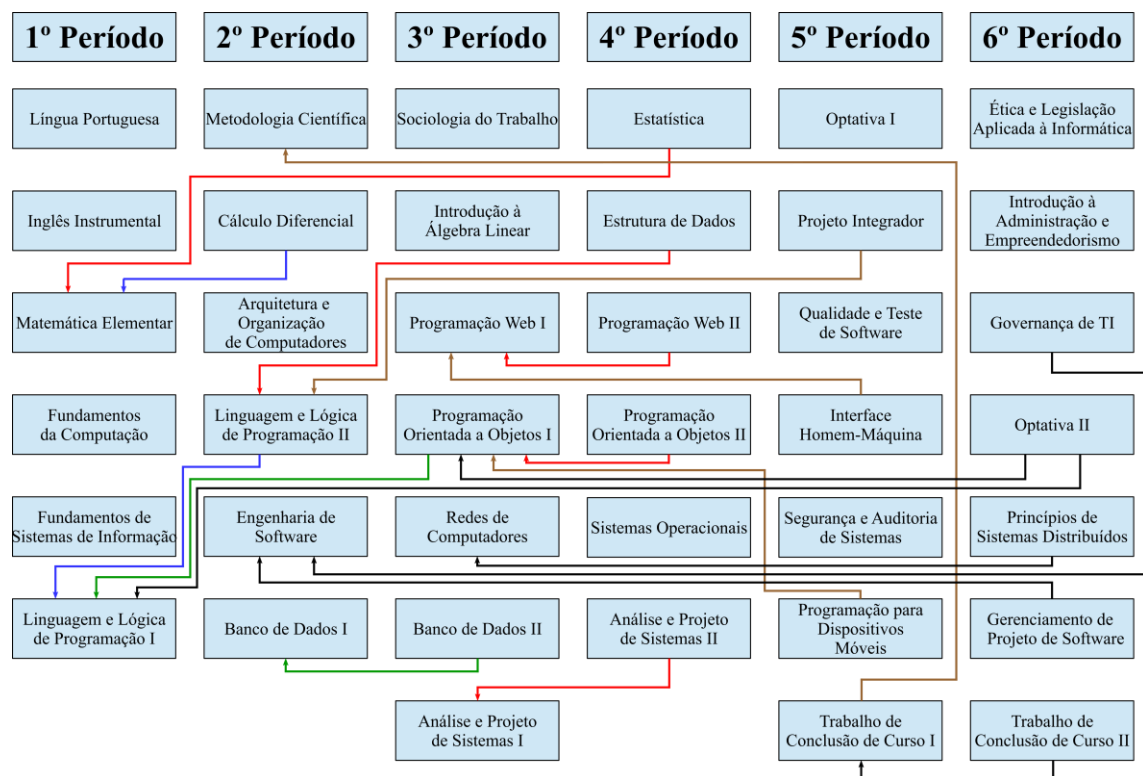 1º Período
2º Período
3º Período
4º Período
5º Período
6º Período
Língua Portuguesa
Metodologia Científica
Sociologia do Trabalho
Estatística
Optativa I
Ética e Legislação
Aplicada à Informática
Inglês Instrumental
Cálculo Diferencial
Introdução à
Álgebra Linear
Estrutura de Dados
Projeto Integrador
Introdução à
Administração e
Empreendedorismo
Matemática Elementar
Arquitetura e
Organização
de Computadores
Programação Web I
Programação Web II
Qualidade e Teste
de Software
Governança de TI
Fundamentos
da Computação
Linguagem e Lógica
de Programação II
Programação
Orientada a Objetos I
Programação
Orientada a Objetos II
Interface
Homem-Máquina
Optativa II
Fundamentos de
Sistemas de Informação
Engenharia de
Software
Redes de
Computadores
Sistemas Operacionais
Segurança e Auditoria
de Sistemas
Princípios de
Sistemas Distribuídos
Linguagem e Lógica
de Programação I
Banco de Dados I
Banco de Dados II
Análise e Projeto
de Sistemas II
Programação para
Dispositivos
Móveis
Gerenciamento de
Projeto de Software
Análise e Projeto
de Sistemas I
Trabalho de
Conclusão de Curso I
Trabalho de
Conclusão de Curso II